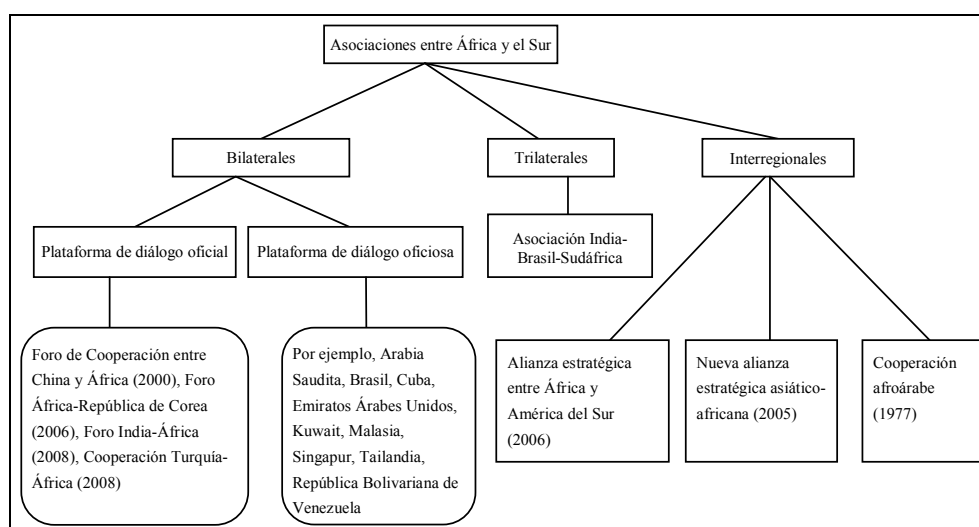 Asociaciones entre África y el Sur
Bilaterales
Trilaterales
Interregionales
Plataforma de diálogo oficial
Plataforma de diálogo oficiosa
Asociación India-
Brasil-Sudáfrica
Foro de Cooperación entre
China y África (2000), Foro
África-República de Corea
(2006), Foro India-África
(2008), Cooperación Turquía-
África (2008)
Por ejemplo, Arabia
Saudita, Brasil, Cuba,
Emiratos Árabes Unidos,
Kuwait, Malasia,
Singapur, Tailandia,
República Bolivariana de
Venezuela
Alianza estratégica
entre África y
América del Sur
(2006)
Nueva alianza
estratégica asiático-
africana (2005)
Cooperación
afroárabe
(1977)